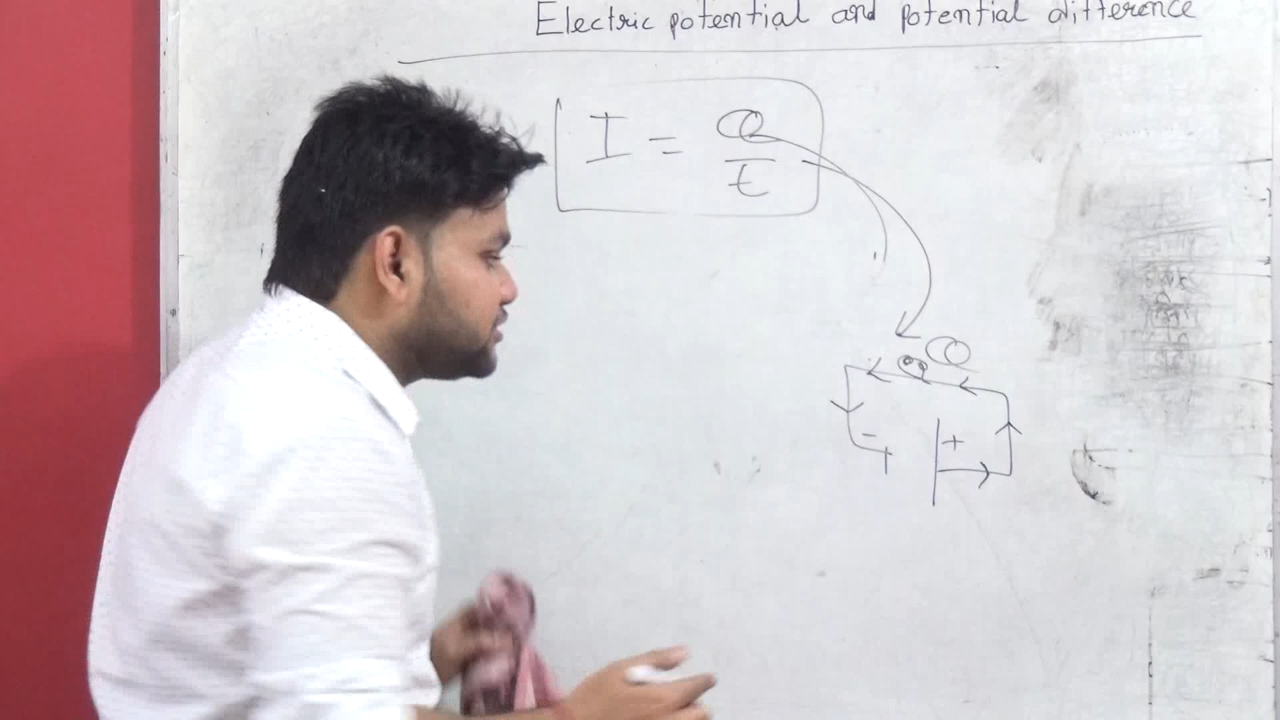 Electric potential and potential difference
I = Q
t
Q
-
+